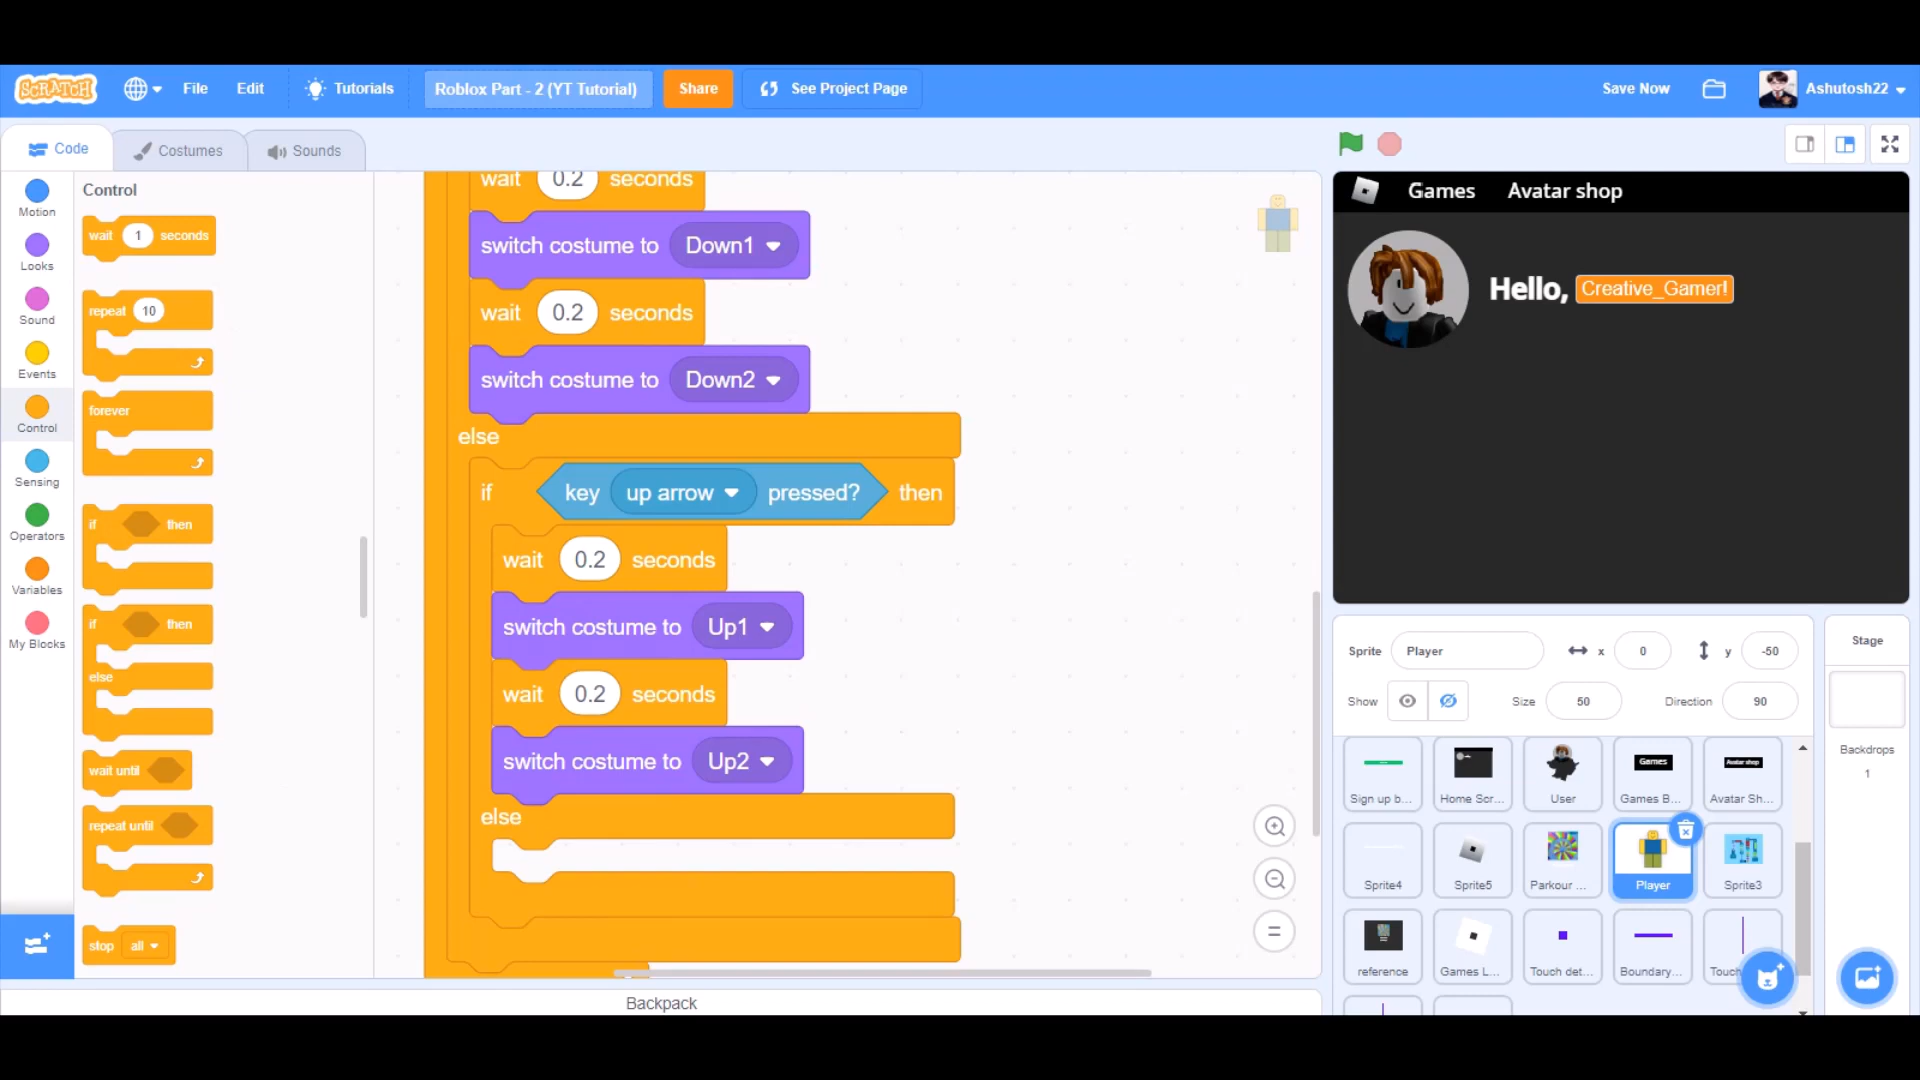 SCRATCH
File
Edit
Tutorials
Roblox Part - 2 (YT Tutorial)
Share
See Project Page
Save Now
Ashutosh22
Code
Costumes
Sounds
Motion
Looks
Sound
Events
Control
Sensing
Operators
Variables
My Blocks
Control
wait 1 seconds
repeat 10
forever
if then
if then
else
wait until
repeat until
stop all
wait 0.2 seconds
switch costume to Down1
wait 0.2 seconds
switch costume to Down2
else
if key up arrow pressed? then
wait 0.2 seconds
switch costume to Up1
wait 0.2 seconds
switch costume to Up2
else
Backpack
Games Avatar shop
Hello, Creative_Gamer!
Sprite Player x 0 y -50
Show Size 50 Direction 90
Sign up b...
Home Scr...
User
Games
Games B...
Avatar shop
Avatar Sh...
Sprite4
Sprite5
Parkour ...
Player
Sprite3
reference
Games L...
Touch det...
Boundary...
Touc
Stage
Backdrops
1